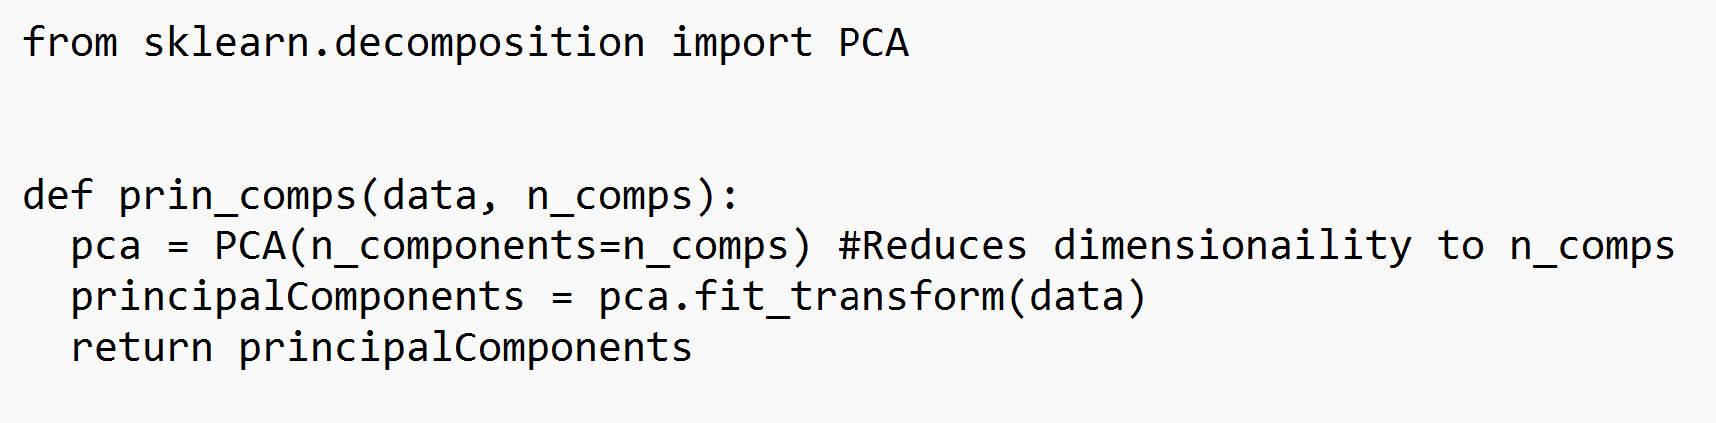 from sklearn.decomposition import PCA
def prin_comps(data, n_comps):
  pca = PCA(n_components=n_comps) #Reduces dimensionaility to n_comps
  principalComponents = pca.fit_transform(data)
  return principalComponents